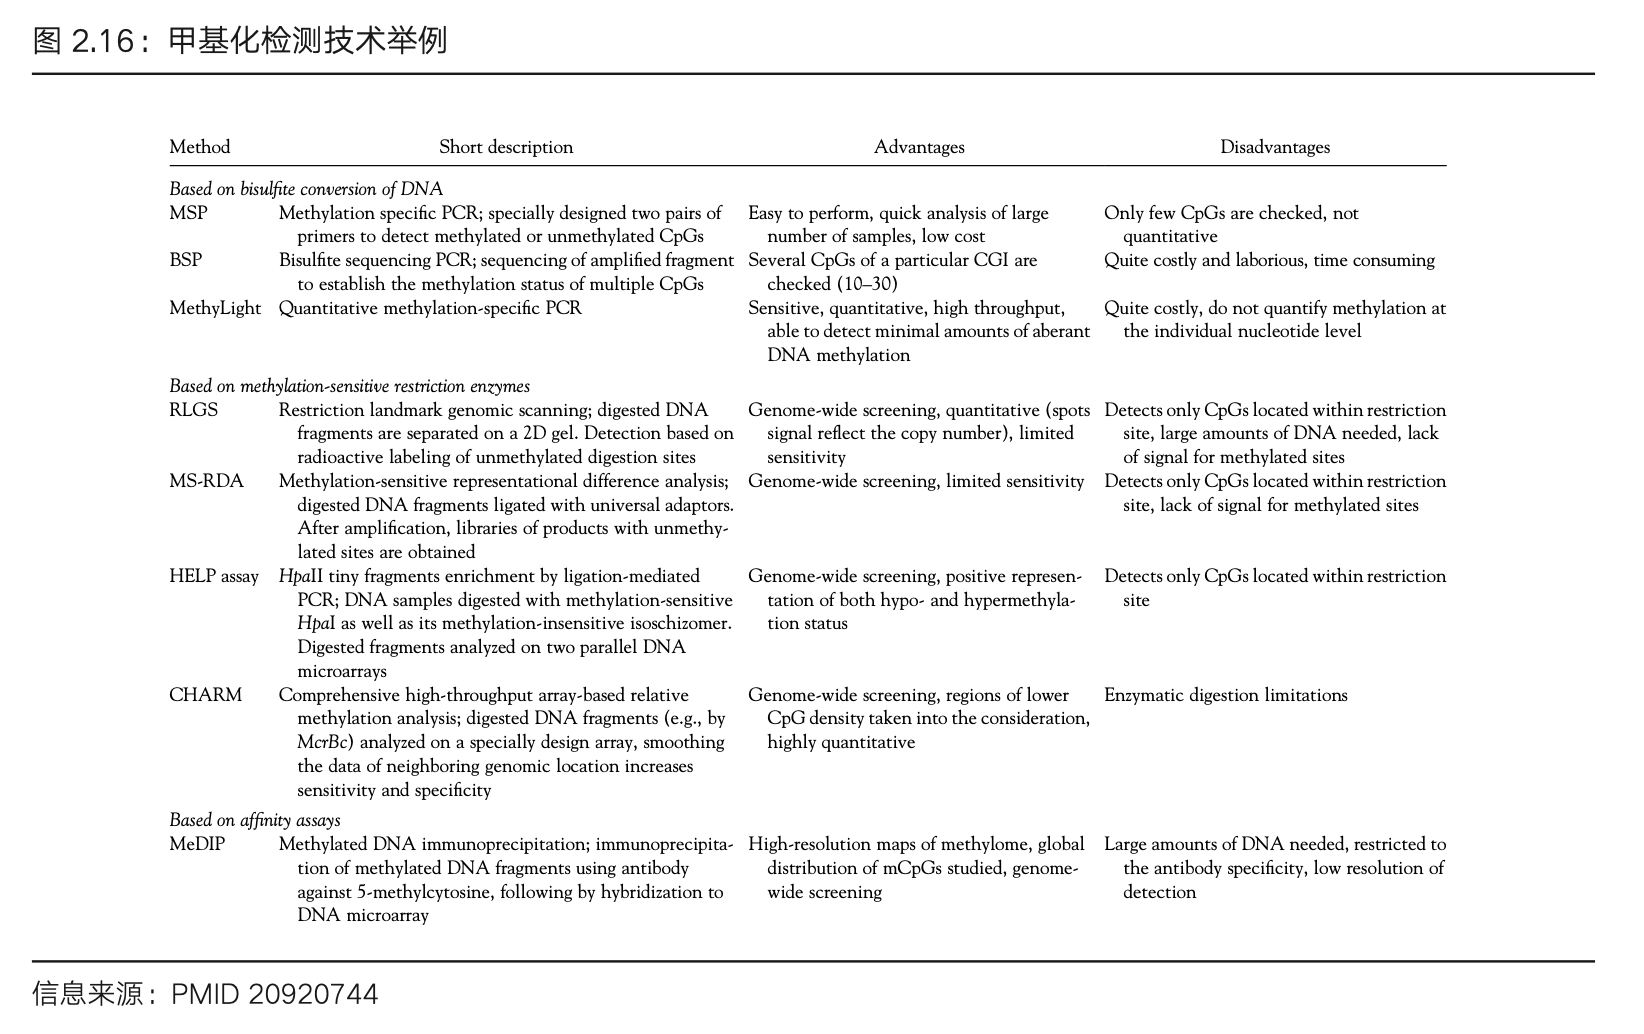 图 2.16：甲基化检测技术举例
Method Short description Advantages Disadvantages
Based on bisulfite conversion of DNA
MSP Methylation specific PCR; specially designed two pairs of Easy to perform, quick analysis of large Only few CpGs are checked, not
primers to detect methylated or unmethylated CpGs number of samples, low cost quantitative
BSP Bisulfite sequencing PCR; sequencing of amplified fragment Several CpGs of a particular CGI are Quite costly and laborious, time consuming
to establish the methylation status of multiple CpGs checked (10–30)
MethyLight Quantitative methylation-specific PCR Sensitive, quantitative, high throughput, Quite costly, do not quantify methylation at
able to detect minimal amounts of aberant the individual nucleotide level
DNA methylation
Based on methylation-sensitive restriction enzymes
RLGS Restriction landmark genomic scanning; digested DNA Genome-wide screening, quantitative (spots Detects only CpGs located within restriction
fragments are separated on a 2D gel. Detection based on signal reflect the copy number), limited site, large amounts of DNA needed, lack
radioactive labeling of unmethylated digestion sites sensitivity of signal for methylated sites
MS-RDA Methylation-sensitive representational difference analysis; Genome-wide screening, limited sensitivity Detects only CpGs located within restriction
digested DNA fragments ligated with universal adaptors. site, lack of signal for methylated sites
After amplification, libraries of products with unmethy-
lated sites are obtained
HELP assay HpaII tiny fragments enrichment by ligation-mediated Genome-wide screening, positive represen- Detects only CpGs located within restriction
PCR; DNA samples digested with methylation-sensitive tation of both hypo- and hypermethyla- site
HpaI as well as its methylation-insensitive isoschizomer. tion status
Digested fragments analyzed on two parallel DNA
microarrays
CHARM Comprehensive high-throughput array-based relative Genome-wide screening, regions of lower Enzymatic digestion limitations
methylation analysis; digested DNA fragments (e.g., by CpG density taken into the consideration,
McrBc) analyzed on a specially design array, smoothing highly quantitative
the data of neighboring genomic location increases
sensitivity and specificity
Based on affinity assays
MeDIP Methylated DNA immunoprecipitation; immunoprecipita- High-resolution maps of methylome, global Large amounts of DNA needed, restricted to
tion of methylated DNA fragments using antibody distribution of mCpGs studied, genome- the antibody specificity, low resolution of
against 5-methylcytosine, following by hybridization to wide screening detection
DNA microarray
信息来源：PMID 20920744